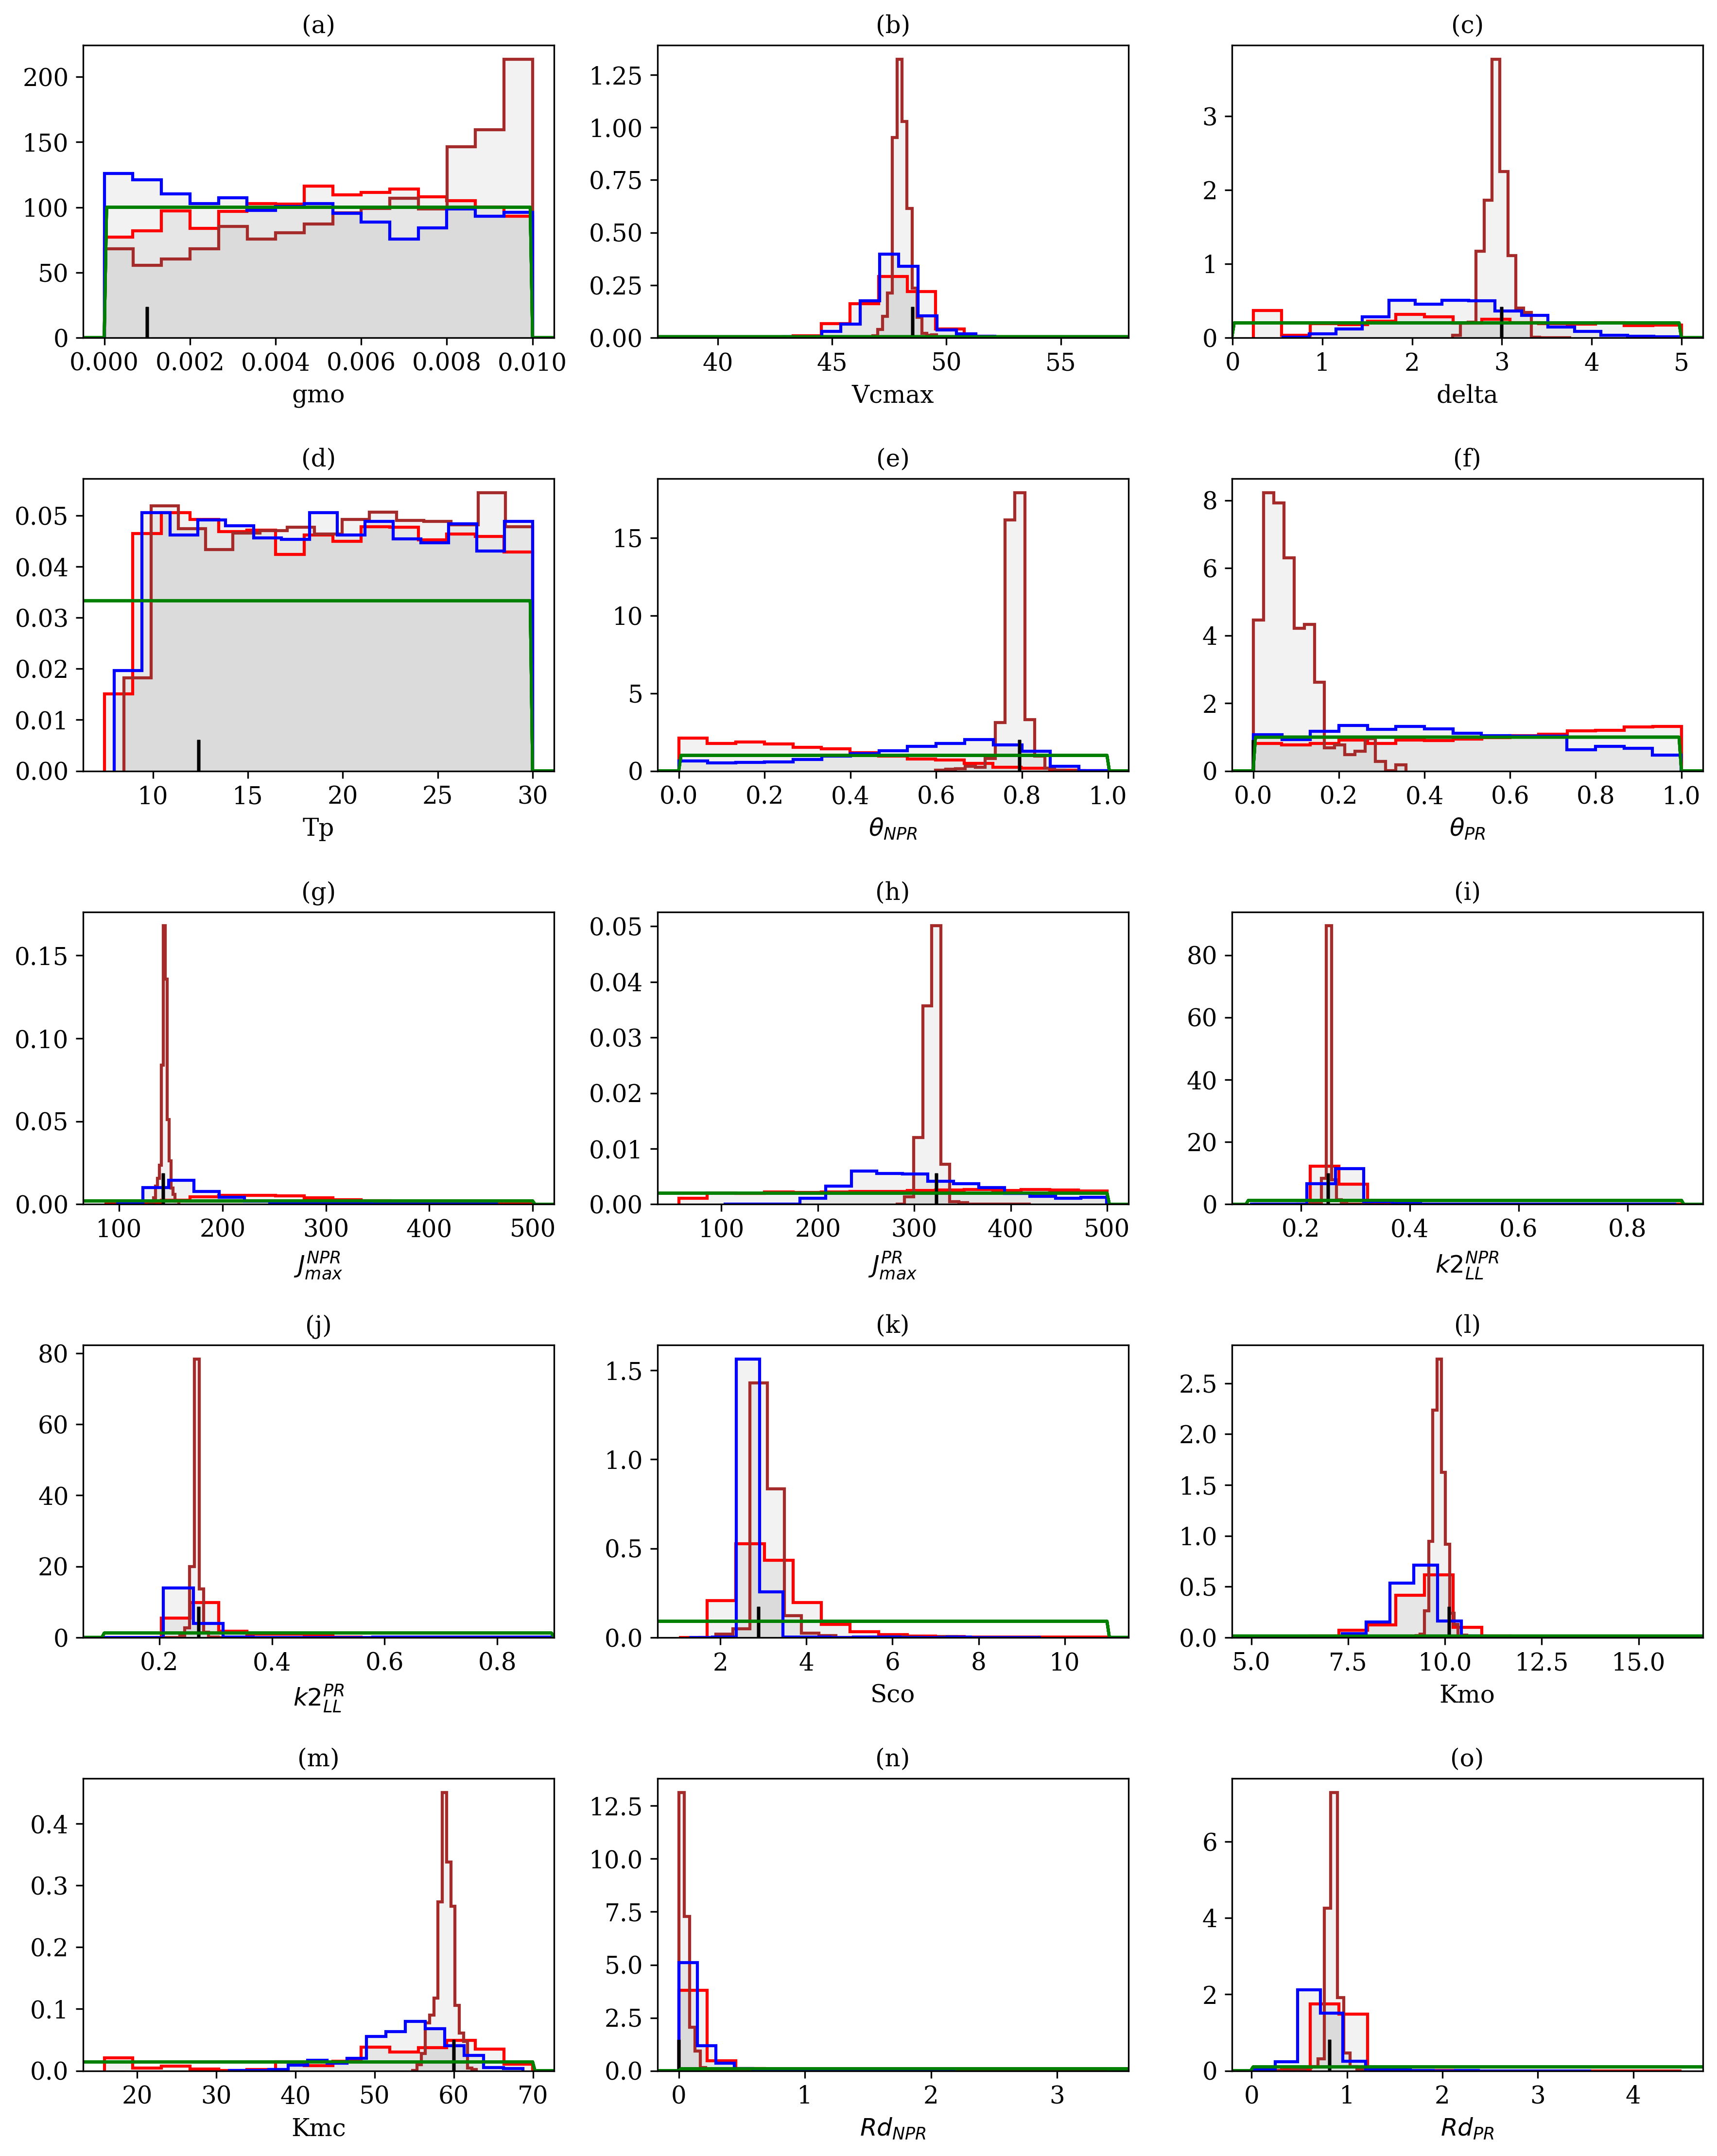 (a) (b) (c)
200
150
100
50
0
0.000 0.002 0.004 0.006 0.008 0.010
gmo
1.25
1.00
0.75
0.50
0.25
0.00
40 45 50 55
Vcmax
3
2
1
0
0 1 2 3 4 5
delta
(d) (e) (f)
0.05
0.04
0.03
0.02
0.01
0.00
10 15 20 25 30
Tp
15
10
5
0
0.0 0.2 0.4 0.6 0.8 1.0
θ_NPR
8
6
4
2
0
0.0 0.2 0.4 0.6 0.8 1.0
θ_PR
(g) (h) (i)
0.15
0.10
0.05
0.00
100 200 300 400 500
J_max^NPR
0.05
0.04
0.03
0.02
0.01
0.00
100 200 300 400 500
J_max^PR
80
60
40
20
0
0.2 0.4 0.6 0.8
k2_LL^NPR
(j) (k) (l)
80
60
40
20
0
0.2 0.4 0.6 0.8
k2_LL^PR
1.5
1.0
0.5
0.0
2 4 6 8 10
Sco
2.5
2.0
1.5
1.0
0.5
0.0
5.0 7.5 10.0 12.5 15.0
Kmo
(m) (n) (o)
0.4
0.3
0.2
0.1
0.0
20 30 40 50 60 70
Kmc
12.5
10.0
7.5
5.0
2.5
0.0
0 1 2 3
Rd_NPR
6
4
2
0
0 1 2 3 4
Rd_PR